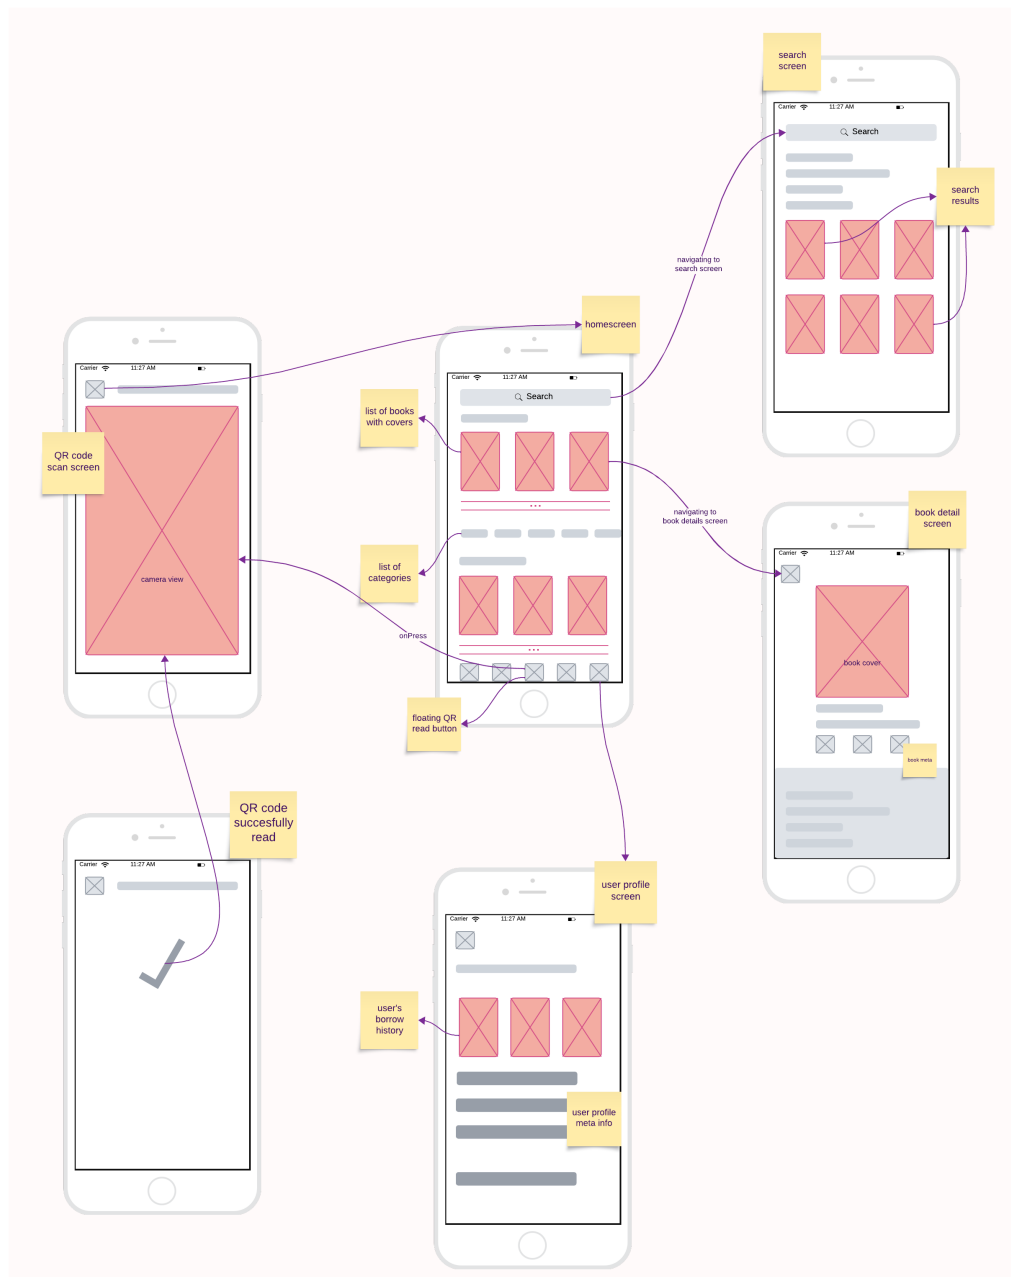 search
screen
Carrier 11:27 AM
Search
search
results
navigating to
search screen
homescreen
Carrier 11:27 AM
QR code
scan screen
camera view
Carrier 11:27 AM
Search
list of books
with covers
navigating to
book details screen
list of
categories
onPress
floating QR
read button
book detail
screen
Carrier 11:27 AM
book cover
book meta
QR code
succesfully
read
Carrier 11:27 AM
user profile
screen
Carrier 11:27 AM
user's
borrow
history
user profile
meta info